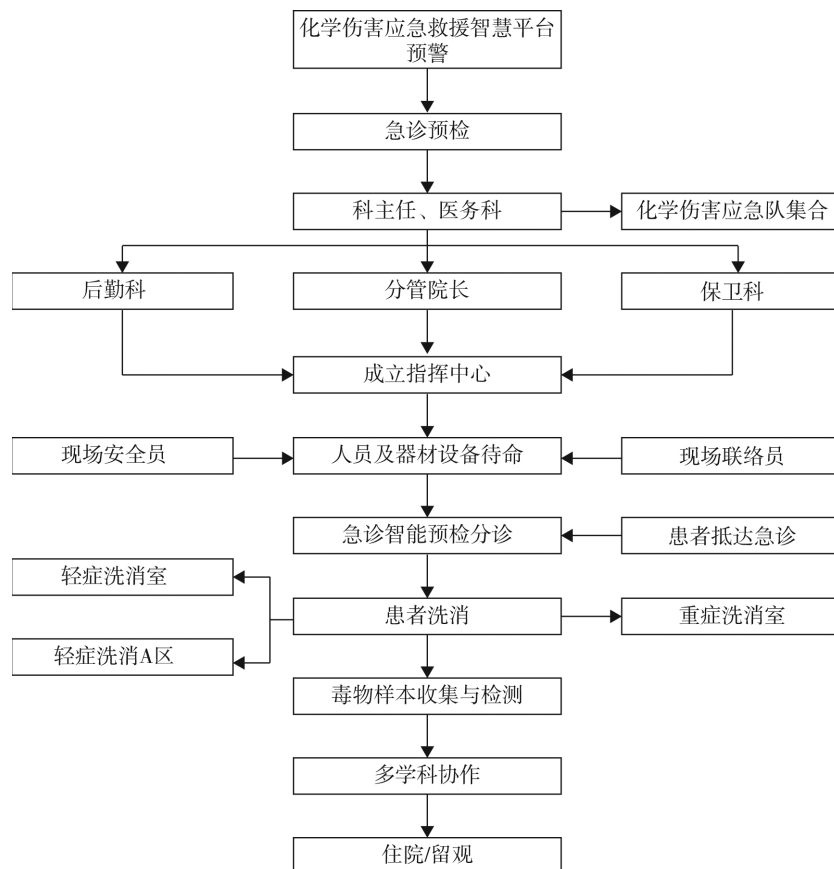 化学伤害应急救援智慧平台
预警
急诊预检
科主任、医务科
化学伤害应急队集合
后勤科
分管院长
保卫科
成立指挥中心
现场安全员
人员及器材设备待命
现场联络员
急诊智能预检分诊
患者抵达急诊
轻症洗消室
患者洗消
重症洗消室
轻症洗消A区
毒物样本收集与检测
多学科协作
住院/留观